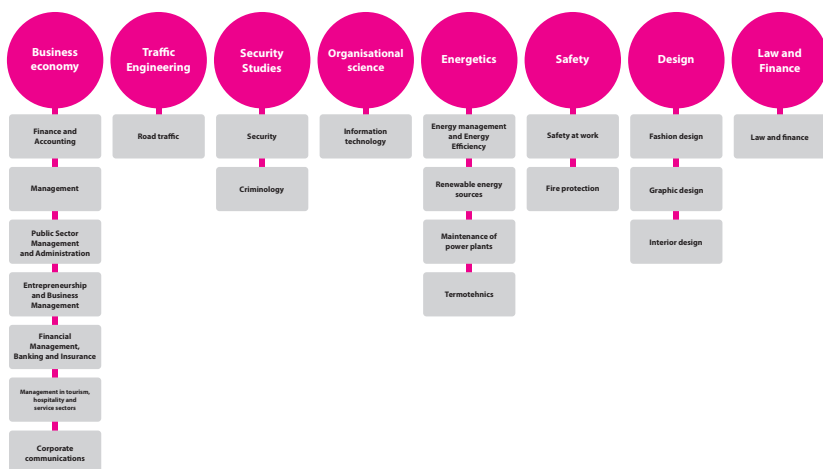 Business
economy
Finance and
Accounting
Management
Public Sector
Management
and Administration
Entrepreneurship
and Business
Management
Financial
Management,
Banking and Insurance
Management in tourism,
hospitality and
service sectors
Corporate
communications
Traffic
Engineering
Road traffic
Security
Studies
Security
Criminology
Organisational
science
Information
technology
Energetics
Energy management
and Energy
Efficiency
Renewable energy
sources
Maintenance of
power plants
Termotehnics
Safety
Safety at work
Fire protection
Design
Fashion design
Graphic design
Interior design
Law and
Finance
Law and finance